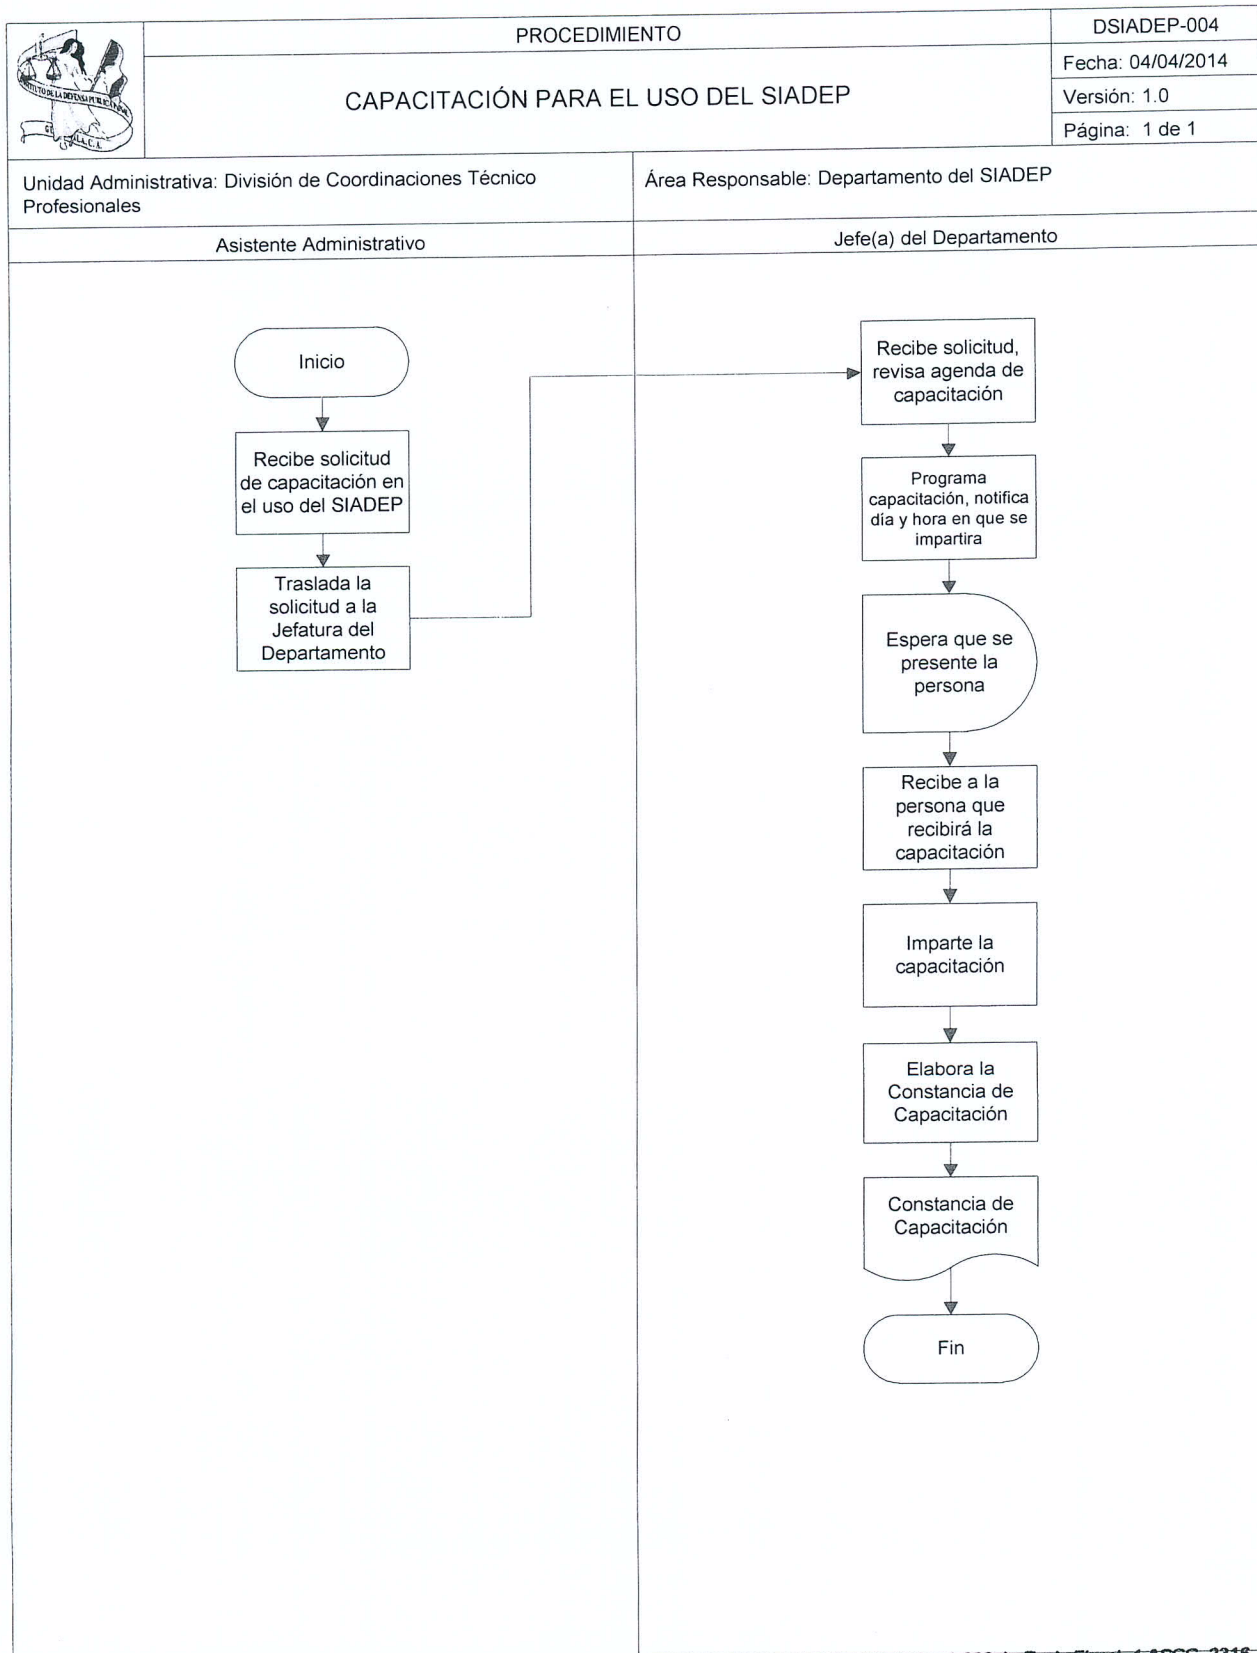 PROCEDIMIENTO
DSIADEP-004
CAPACITACIÓN PARA EL USO DEL SIADEP
Fecha: 04/04/2014
Versión: 1.0
Página: 1 de 1
Unidad Administrativa: División de Coordinaciones Técnico
Profesionales
Área Responsable: Departamento del SIADEP
Asistente Administrativo
Jefe(a) del Departamento
Inicio
Recibe solicitud
de capacitación en
el uso del SIADEP
Traslada la
solicitud a la
Jefatura del
Departamento
Recibe solicitud,
revisa agenda de
capacitación
Programa
capacitación, notifica
día y hora en que se
impartira
Espera que se
presente la
persona
Recibe a la
persona que
recibirá la
capacitación
Imparte la
capacitación
Elabora la
Constancia de
Capacitación
Constancia de
Capacitación
Fin